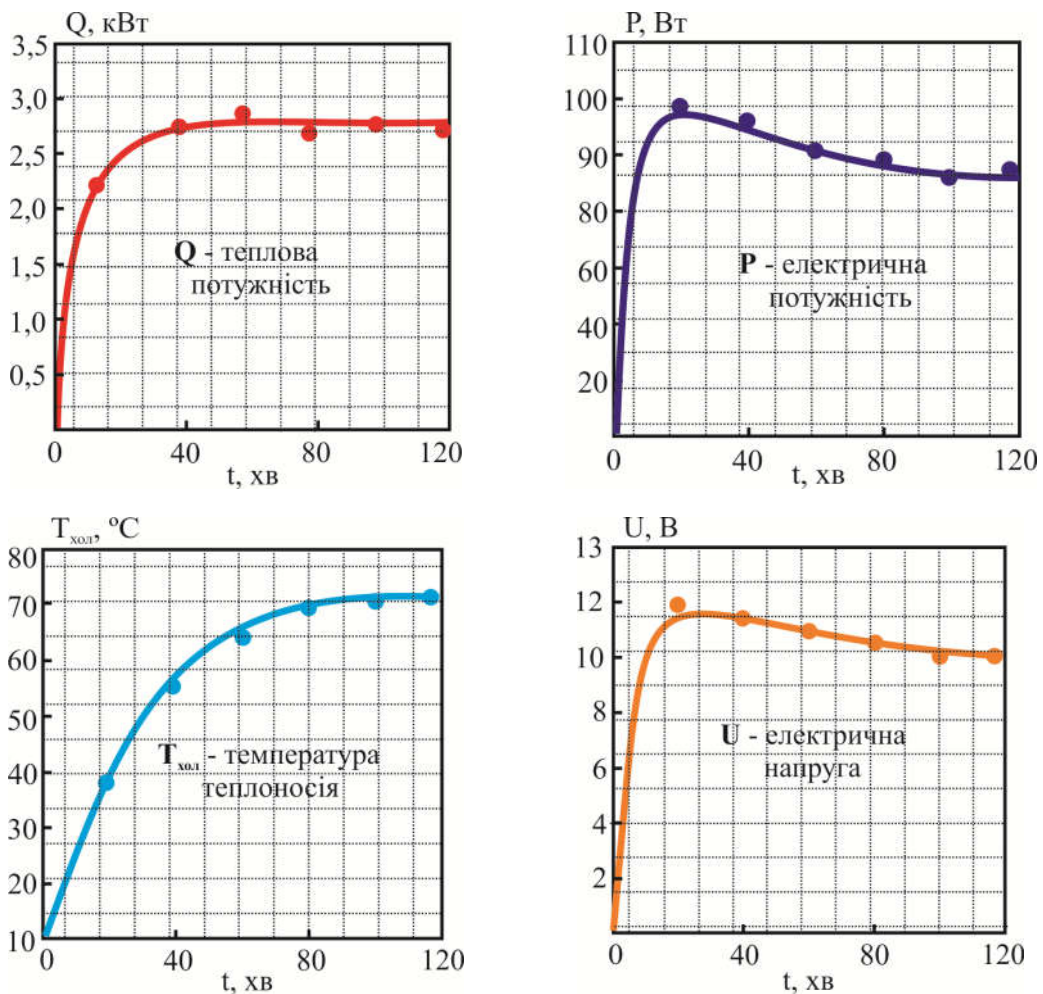 Q, кВт
3,5
3,0
2,5
2,0
1,5
1,0
0,5
Q - теплова
потужність
0 40 80 120
t, хв
P, Вт
110
100
90
80
60
40
20
P - електрична
потужність
0 40 80 120
t, хв
Tхол, ºC
80
70
60
50
40
30
20
10
Tхол - температура
теплоносія
0 40 80 120
t, хв
U, В
13
12
10
8
6
4
2
U - електрична
напруга
0 40 80 120
t, хв